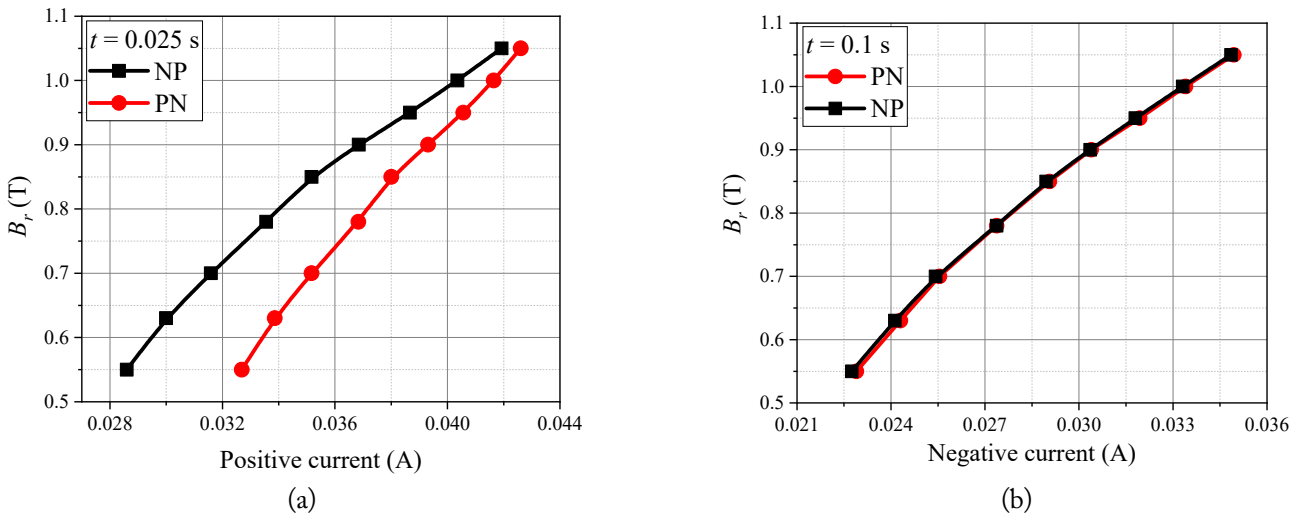 1.1
1.0
0.9
0.8
0.7
0.6
0.5
B_r (T)
t = 0.025 s
NP
PN
0.028 0.032 0.036 0.040 0.044
Positive current (A)
(a)
1.1
1.0
0.9
0.8
0.7
0.6
0.5
B_r (T)
t = 0.1 s
PN
NP
0.021 0.024 0.027 0.030 0.033 0.036
Negative current (A)
(b)